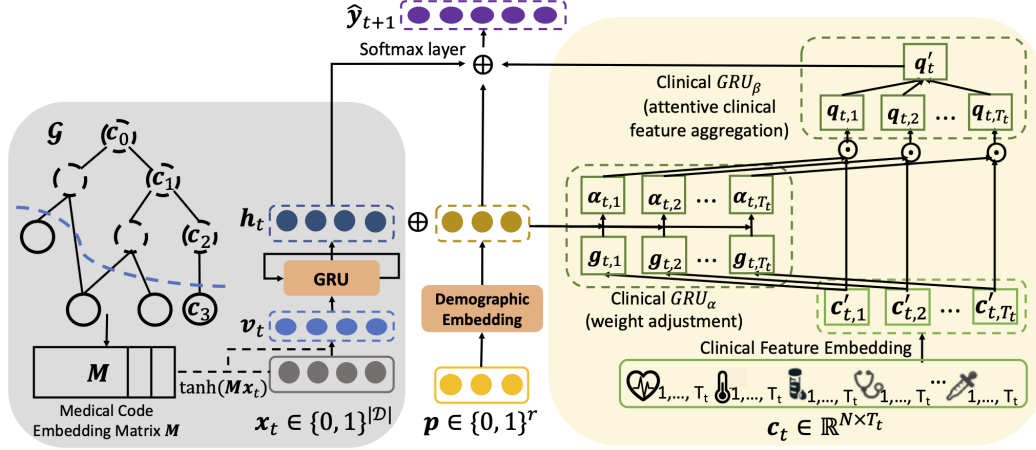 ŷ_{t+1}
Softmax layer
⊕
𝒢
c_0
c_1
c_2
c_3
M
Medical Code
Embedding Matrix M
tanh(Mx_t)
h_t
GRU
v_t
x_t ∈ {0, 1}^{|𝒟|}
⊕
Demographic
Embedding
p ∈ {0, 1}^r
Clinical GRU_β
(attentive clinical
feature aggregation)
q'_t
q_{t,1} q_{t,2} ... q_{t,T_t}
⊙ ⊙ ⊙
α_{t,1} α_{t,2} ... α_{t,T_t}
g_{t,1} g_{t,2} ... g_{t,T_t}
Clinical GRU_α
(weight adjustment)
c'_{t,1} c'_{t,2} ... c'_{t,T_t}
Clinical Feature Embedding
1,..., T_t 1,..., T_t 1,..., T_t 1,..., T_t ... 1,..., T_t
c_t ∈ ℝ^{N×T_t}